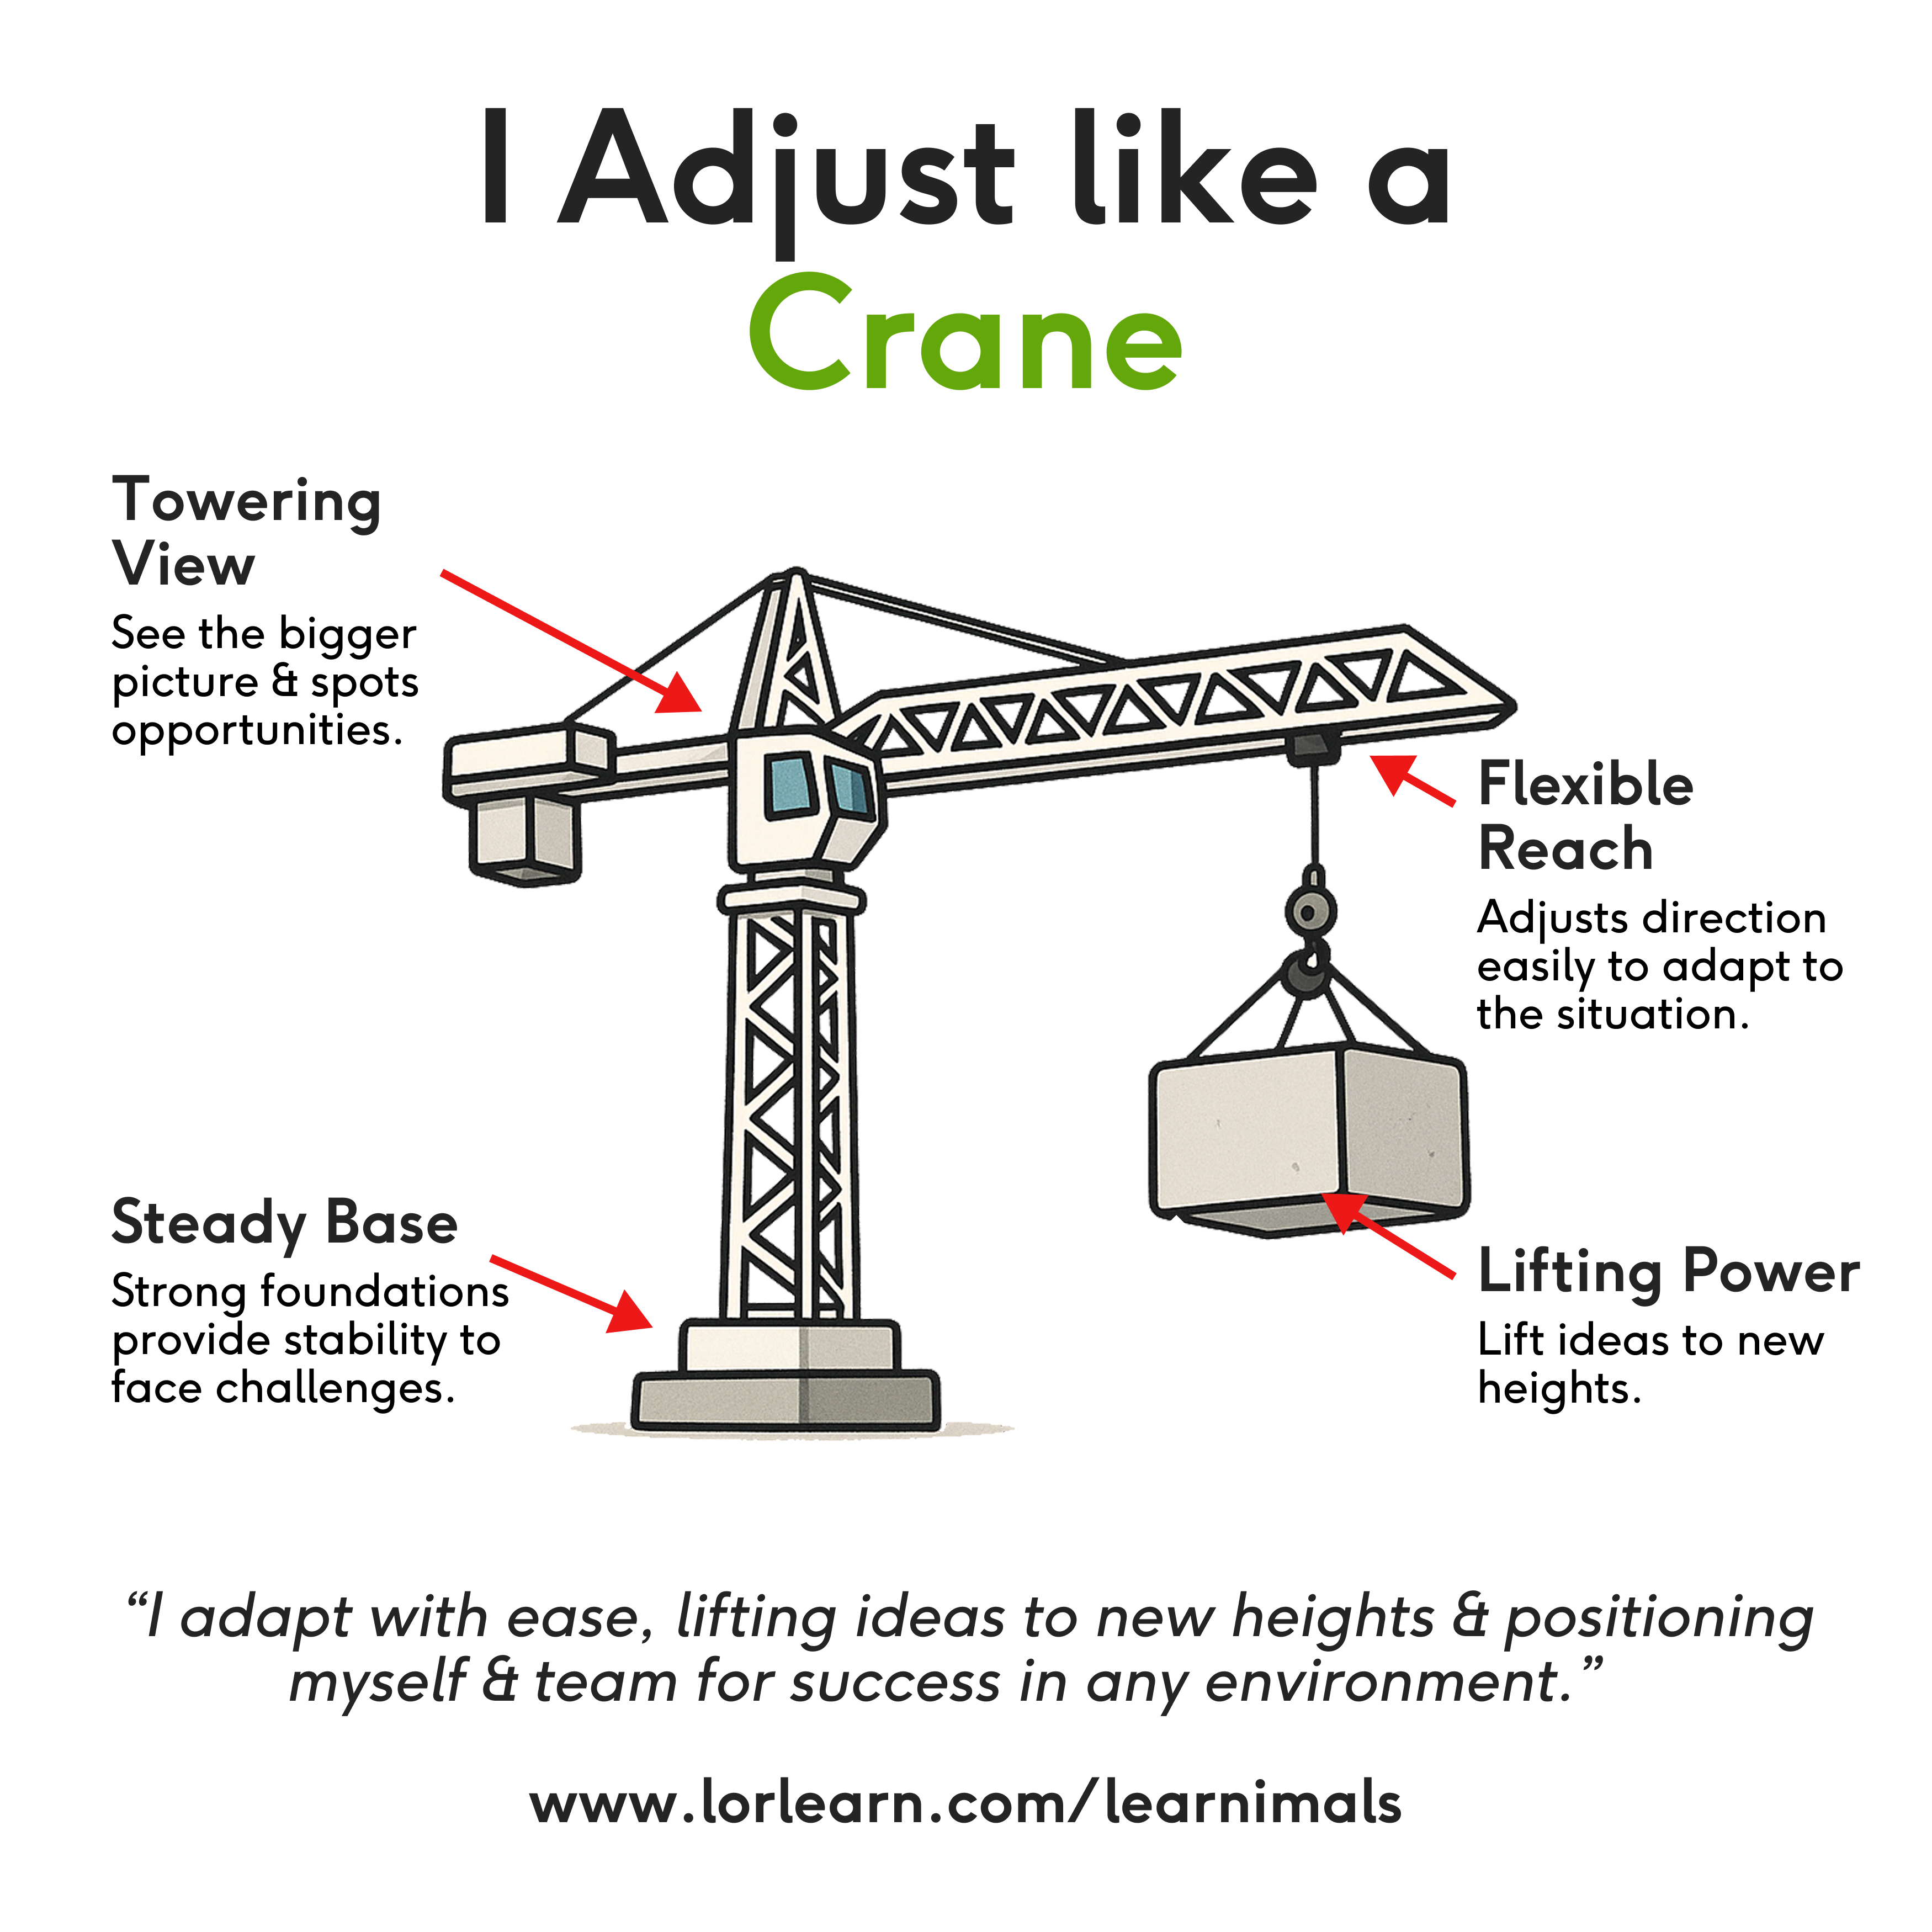 I Adjust like a
Crane
Towering
View
See the bigger
picture & spots
opportunities.
Flexible
Reach
Adjusts direction
easily to adapt to
the situation.
Steady Base
Strong foundations
provide stability to
face challenges.
Lifting Power
Lift ideas to new
heights.
“I adapt with ease, lifting ideas to new heights & positioning
myself & team for success in any environment.”
www.lorlearn.com/learnimals